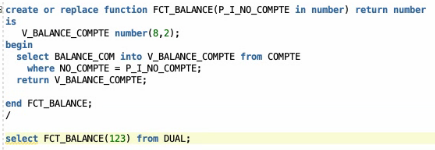 create or replace function FCT_BALANCE(P_I_NO_COMPTE in number) return number
is
V_BALANCE_COMPTE number(8,2);
begin
select BALANCE_COM into V_BALANCE_COMPTE from COMPTE
where NO_COMPTE = P_I_NO_COMPTE;
return V_BALANCE_COMPTE;
end FCT_BALANCE;
/
select FCT_BALANCE(123) from DUAL;